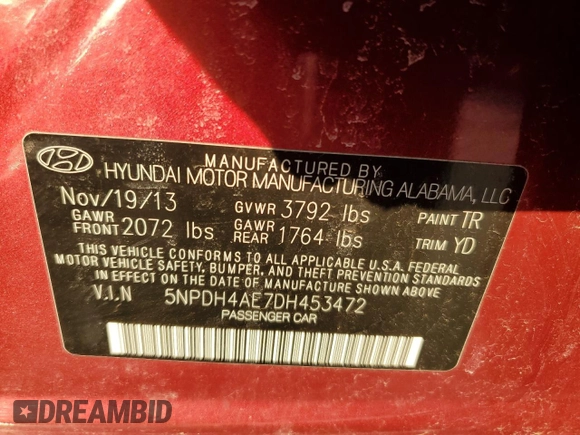 MANUFACTURED BY
HYUNDAI MOTOR MANUFACTURING ALABAMA, LLC
Nov/19/13 GVWR 3792 lbs PAINT TR
GAWR FRONT 2072 lbs GAWR REAR 1764 lbs TRIM YD
THIS VEHICLE CONFORMS TO ALL APPLICABLE U.S.A. FEDERAL
MOTOR VEHICLE SAFETY, BUMPER, AND THEFT PREVENTION STANDARDS
IN EFFECT ON THE DATE OF MANUFACTURE SHOWN ABOVE.
V.I.N 5NPDH4AE7DH453472
PASSENGER CAR
DREAMBID